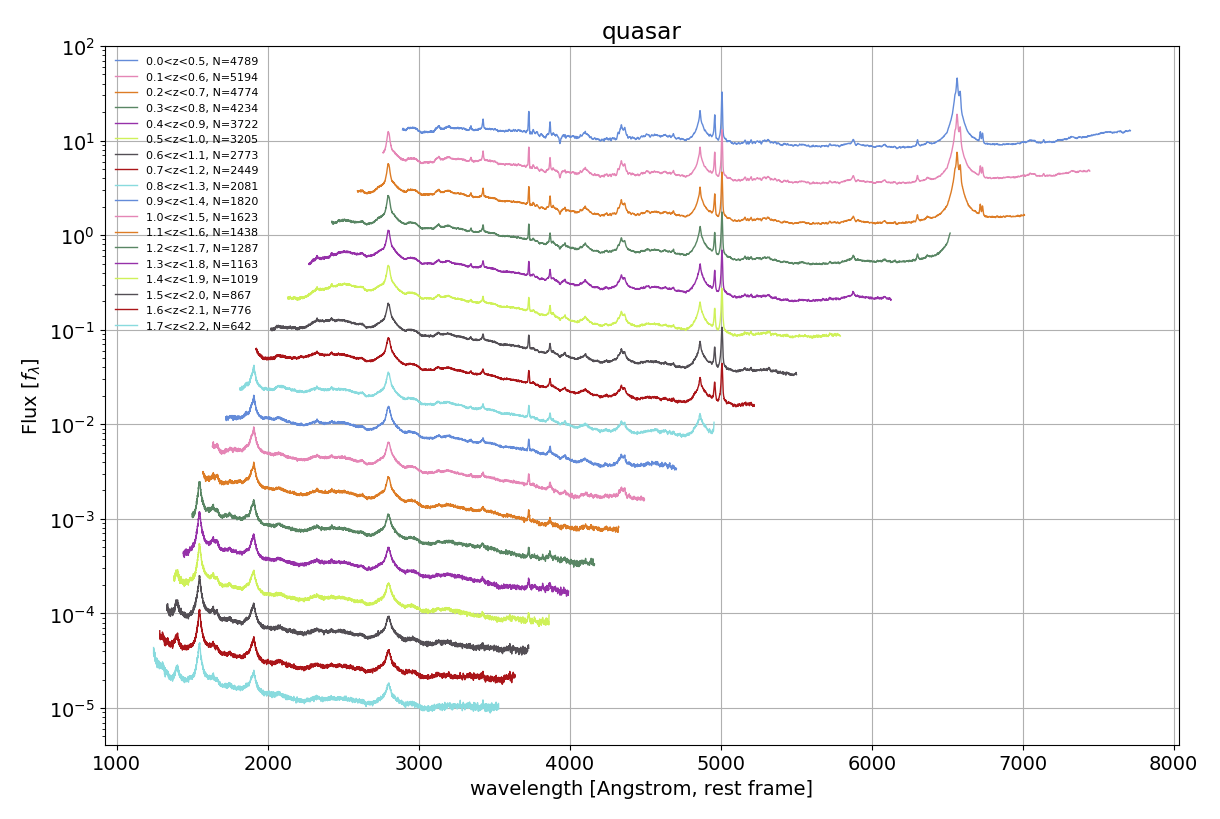 quasar
10²
10¹
10⁰
10⁻¹
10⁻²
10⁻³
10⁻⁴
10⁻⁵
Flux [fλ]
0.0<z<0.5, N=4789
0.1<z<0.6, N=5194
0.2<z<0.7, N=4774
0.3<z<0.8, N=4234
0.4<z<0.9, N=3722
0.5<z<1.0, N=3205
0.6<z<1.1, N=2773
0.7<z<1.2, N=2449
0.8<z<1.3, N=2081
0.9<z<1.4, N=1820
1.0<z<1.5, N=1623
1.1<z<1.6, N=1438
1.2<z<1.7, N=1287
1.3<z<1.8, N=1163
1.4<z<1.9, N=1019
1.5<z<2.0, N=867
1.6<z<2.1, N=776
1.7<z<2.2, N=642
1000 2000 3000 4000 5000 6000 7000 8000
wavelength [Angstrom, rest frame]